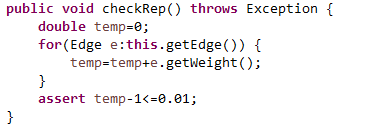 public void checkRep() throws Exception {
    double temp=0;
    for(Edge e:this.getEdge()) {
        temp=temp+e.getWeight();
    }
    assert temp-1<=0.01;
}